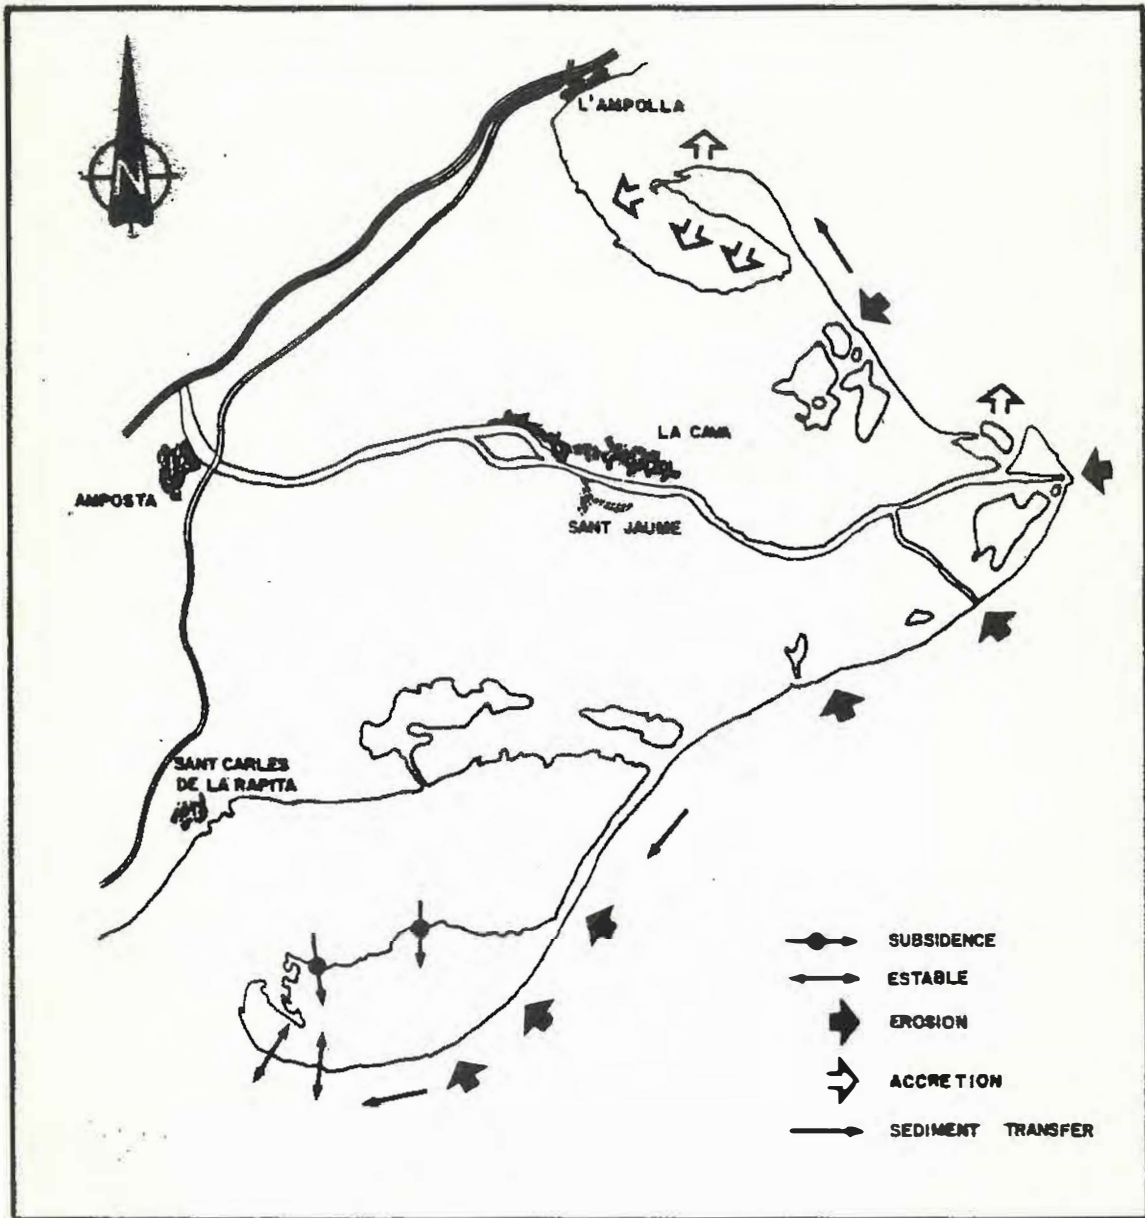 L'AMPOLLA
N
LA CAVA
AMPOSTA
SANT JAUME
SANT CARLES
DE LA RAPITA
SUBSIDENCE
ESTABLE
EROSION
ACCRETION
SEDIMENT TRANSFER